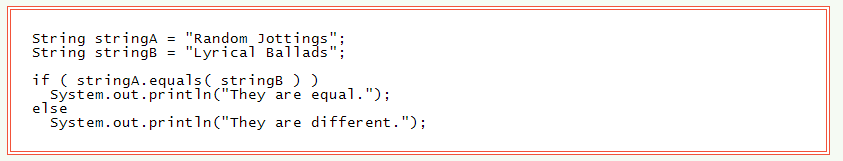 String stringA = "Random Jottings";
String stringB = "Lyrical Ballads";
if ( stringA.equals( stringB ) )
System.out.println("They are equal.");
else
System.out.println("They are different.");